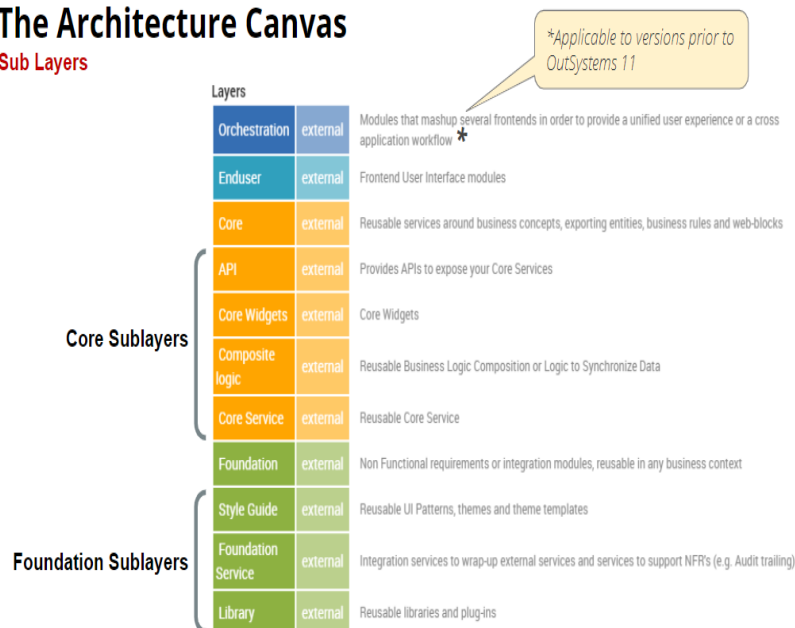 The Architecture Canvas
Sub Layers
*Applicable to versions prior to
OutSystems 11
Layers
Orchestration external Modules that mashup several frontends in order to provide a unified user experience or a cross
application workflow *
Enduser external Frontend User Interface modules
Core external Reusable services around business concepts, exporting entities, business rules and web-blocks
Core Sublayers
API external Provides APIs to expose your Core Services
Core Widgets external Core Widgets
Composite
logic external Reusable Business Logic Composition or Logic to Synchronize Data
Core Service external Reusable Core Service
Foundation external Non Functional requirements or integration modules, reusable in any business context
Foundation Sublayers
Style Guide external Reusable UI Patterns, themes and theme templates
Foundation
Service external Integration services to wrap-up external services and services to support NFR's (e.g. Audit trailing)
Library external Reusable libraries and plug-ins